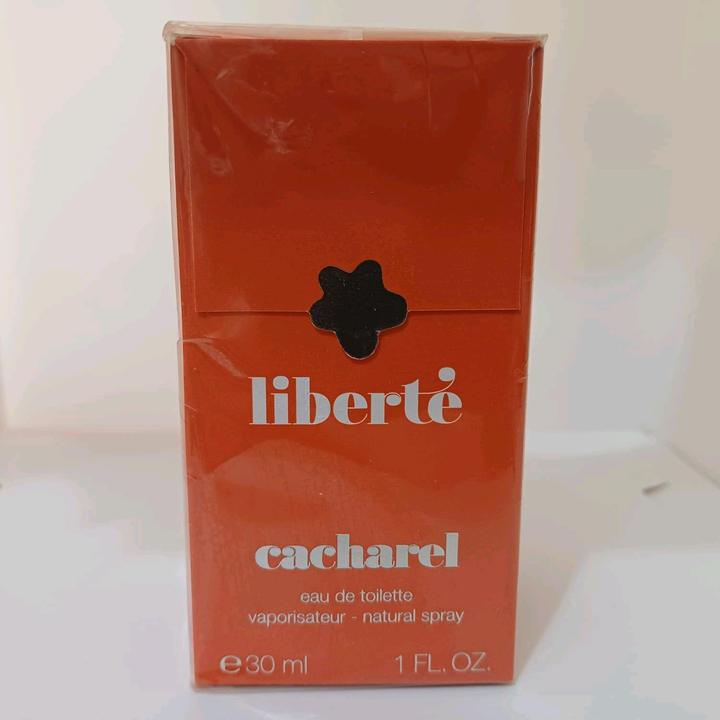 liberté
cacharel
eau de toilette
vaporisateur - natural spray
℮30 ml 1 FL. OZ.